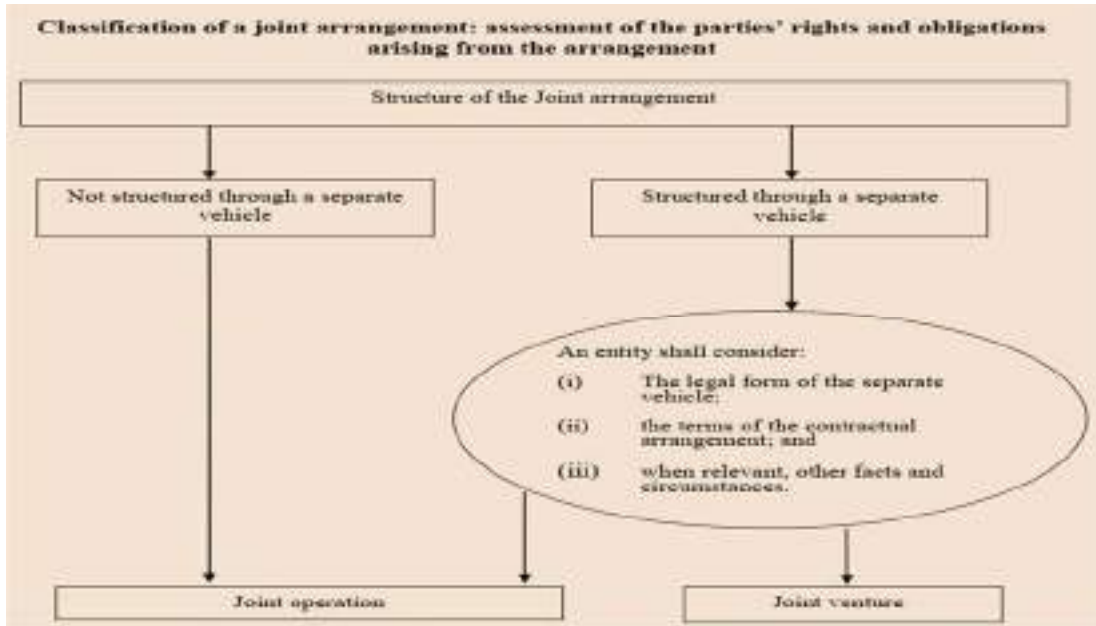 Classification of a joint arrangement: assessment of the parties' rights and obligations
arising from the arrangement
Structure of the Joint arrangement
Not structured through a separate
vehicle
Structured through a separate
vehicle
An entity shall consider:
(i) The legal form of the separate
vehicle;
(ii) the terms of the contractual
arrangement; and
(iii) when relevant, other facts and
circumstances.
Joint operation
Joint venture